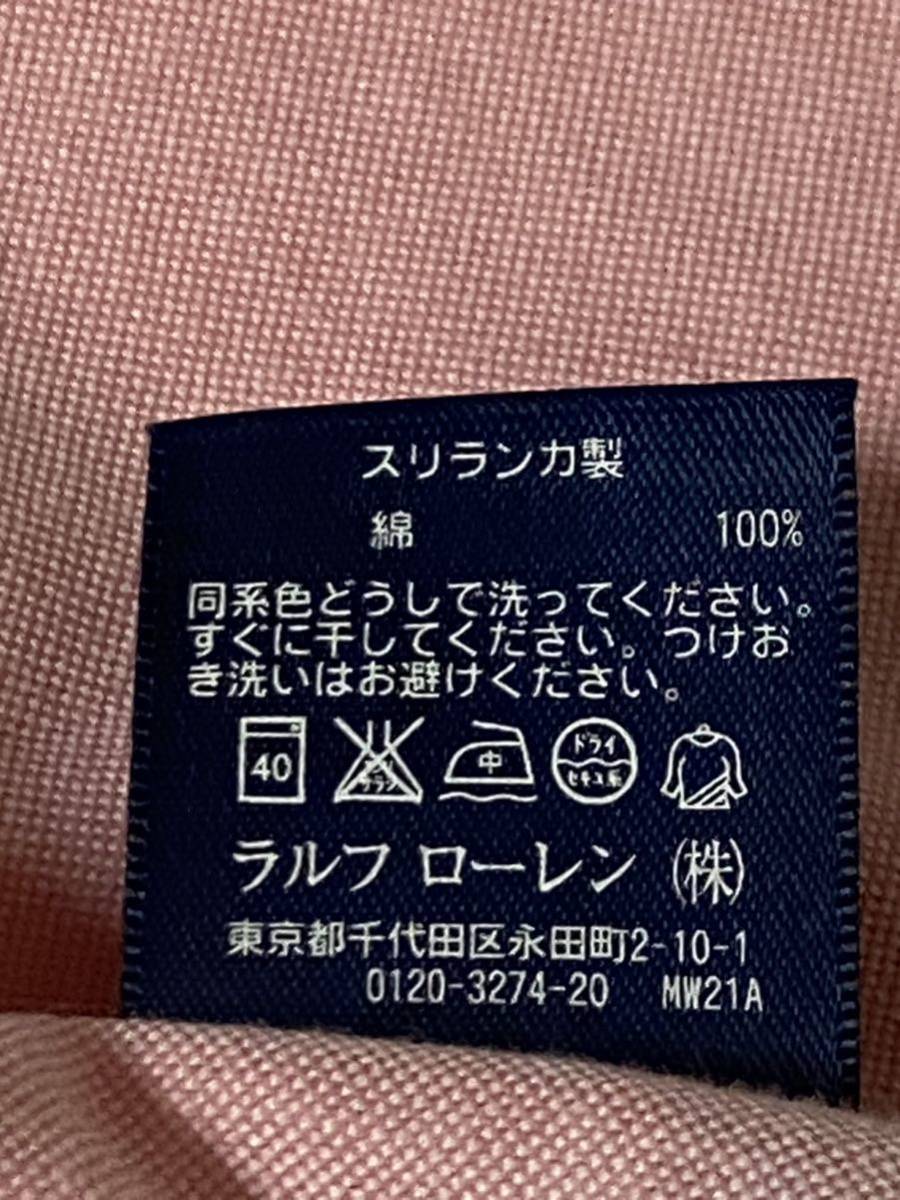 スリランカ製
綿 100%
同系色どうしで洗ってください。
すぐに干してください。つけお
き洗いはお避けください。
40 中 ドライ セキユ系
ラルフ ローレン (株)
東京都千代田区永田町2-10-1
0120-3274-20 MW21A